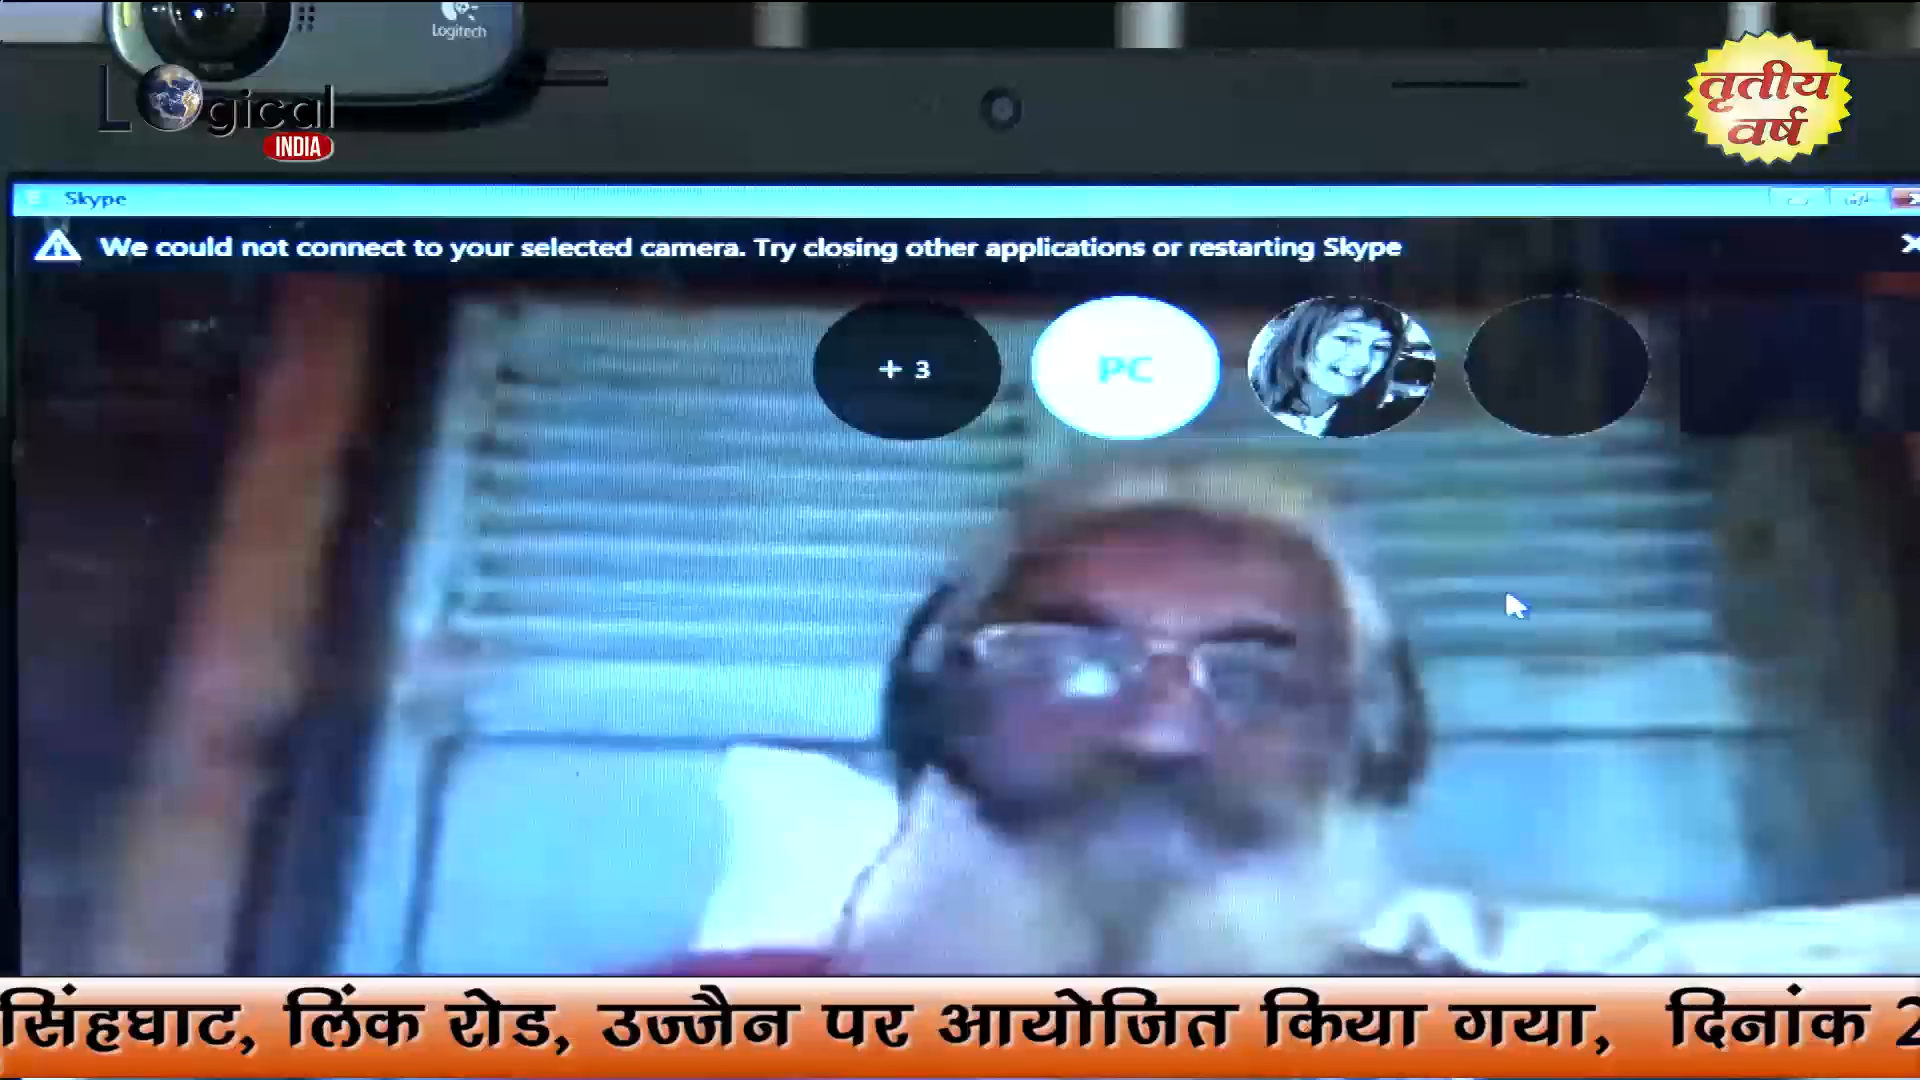 Logitech
Logical
INDIA
तृतीय
वर्ष
Skype
We could not connect to your selected camera. Try closing other applications or restarting Skype
+ 3
PC
सिंहघाट, लिंक रोड, उज्जैन पर आयोजित किया गया, दिनांक 2